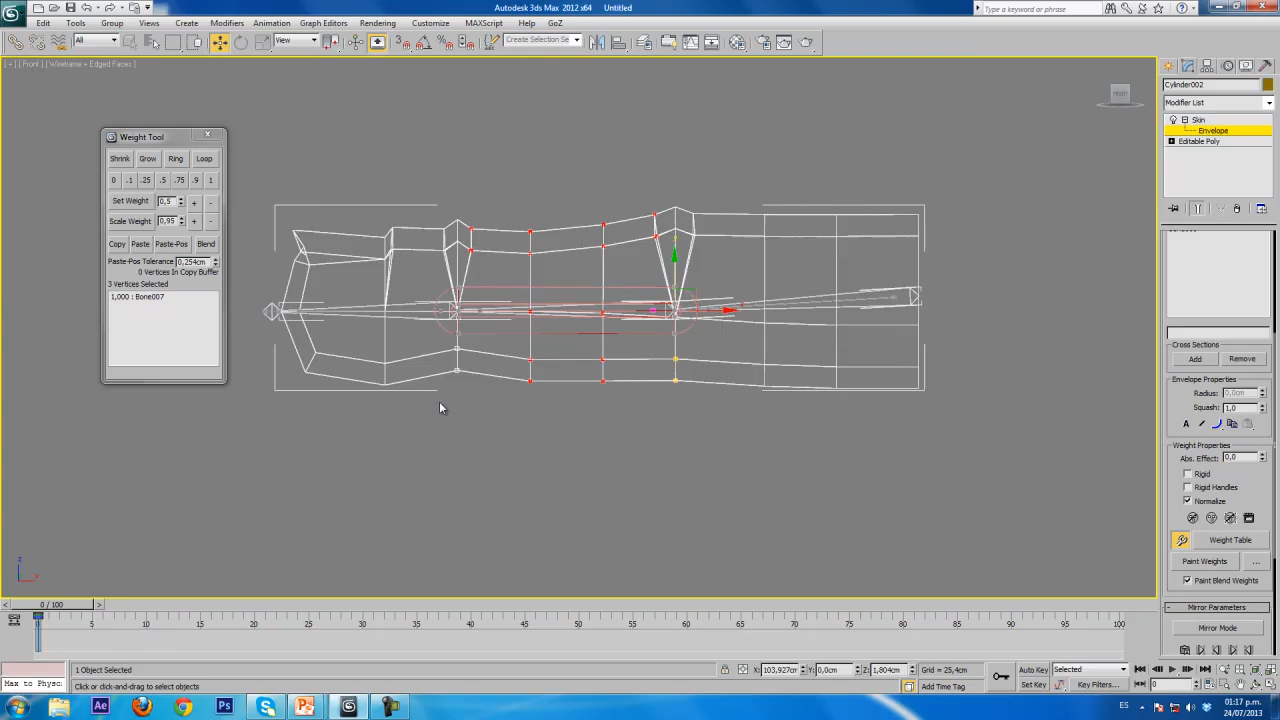 Autodesk 3ds Max 2012 x64 Untitled
Type a keyword or phrase
Edit Tools Group Views Create Modifiers Animation Graph Editors Rendering Customize MAXScript Help GoZ
All View Create Selection Se
[ + ] [ Front ] [ Wireframe + Edged Faces ]
FRONT
Cylinder002
Modifier List
Skin
Envelope
Editable Poly
Weight Tool
Shrink Grow Ring Loop
0 .1 .25 .5 .75 .9 1
Set Weight 0,5 + -
Scale Weight 0,95 + -
Copy Paste Paste-Pos Blend
Paste-Pos Tolerance 0,254cm
0 Vertices In Copy Buffer
3 Vertices Selected
1,000 : Bone007
Cross Sections
Add Remove
Envelope Properties
Radius: 0,0cm
Squash: 1,0
Weight Properties
Abs. Effect: 0,0
Rigid
Rigid Handles
Normalize
Weight Table
Paint Weights ...
Paint Blend Weights
- Mirror Parameters
Mirror Mode
z
x
< 0 / 100 >
0 5 10 15 20 25 30 35 40 45 50 55 60 65 70 75 80 85 90 95 100
1 Object Selected X: 103,927cm Y: 0,0cm Z: 1,804cm Grid = 25,4cm Auto Key Selected
Max to Physc Click or click-and-drag to select objects Add Time Tag Set Key Key Filters... 0
ES 01:17 p.m.
24/07/2013